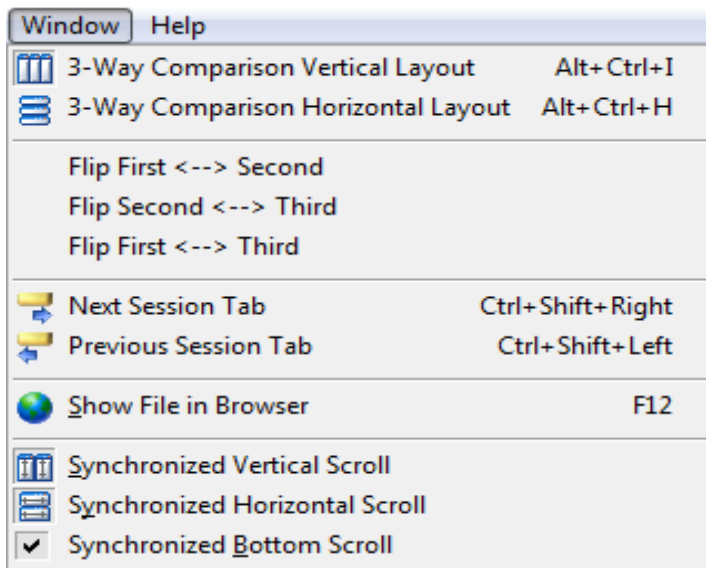 Window Help
3-Way Comparison Vertical Layout Alt+Ctrl+I
3-Way Comparison Horizontal Layout Alt+Ctrl+H
Flip First <--> Second
Flip Second <--> Third
Flip First <--> Third
Next Session Tab Ctrl+Shift+Right
Previous Session Tab Ctrl+Shift+Left
Show File in Browser F12
Synchronized Vertical Scroll
Synchronized Horizontal Scroll
Synchronized Bottom Scroll